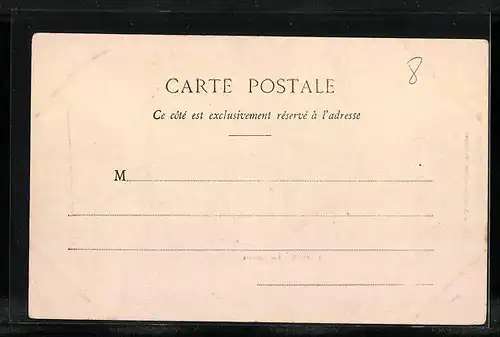 8
CARTE POSTALE
Ce côté est exclusivement réservé à l'adresse
M